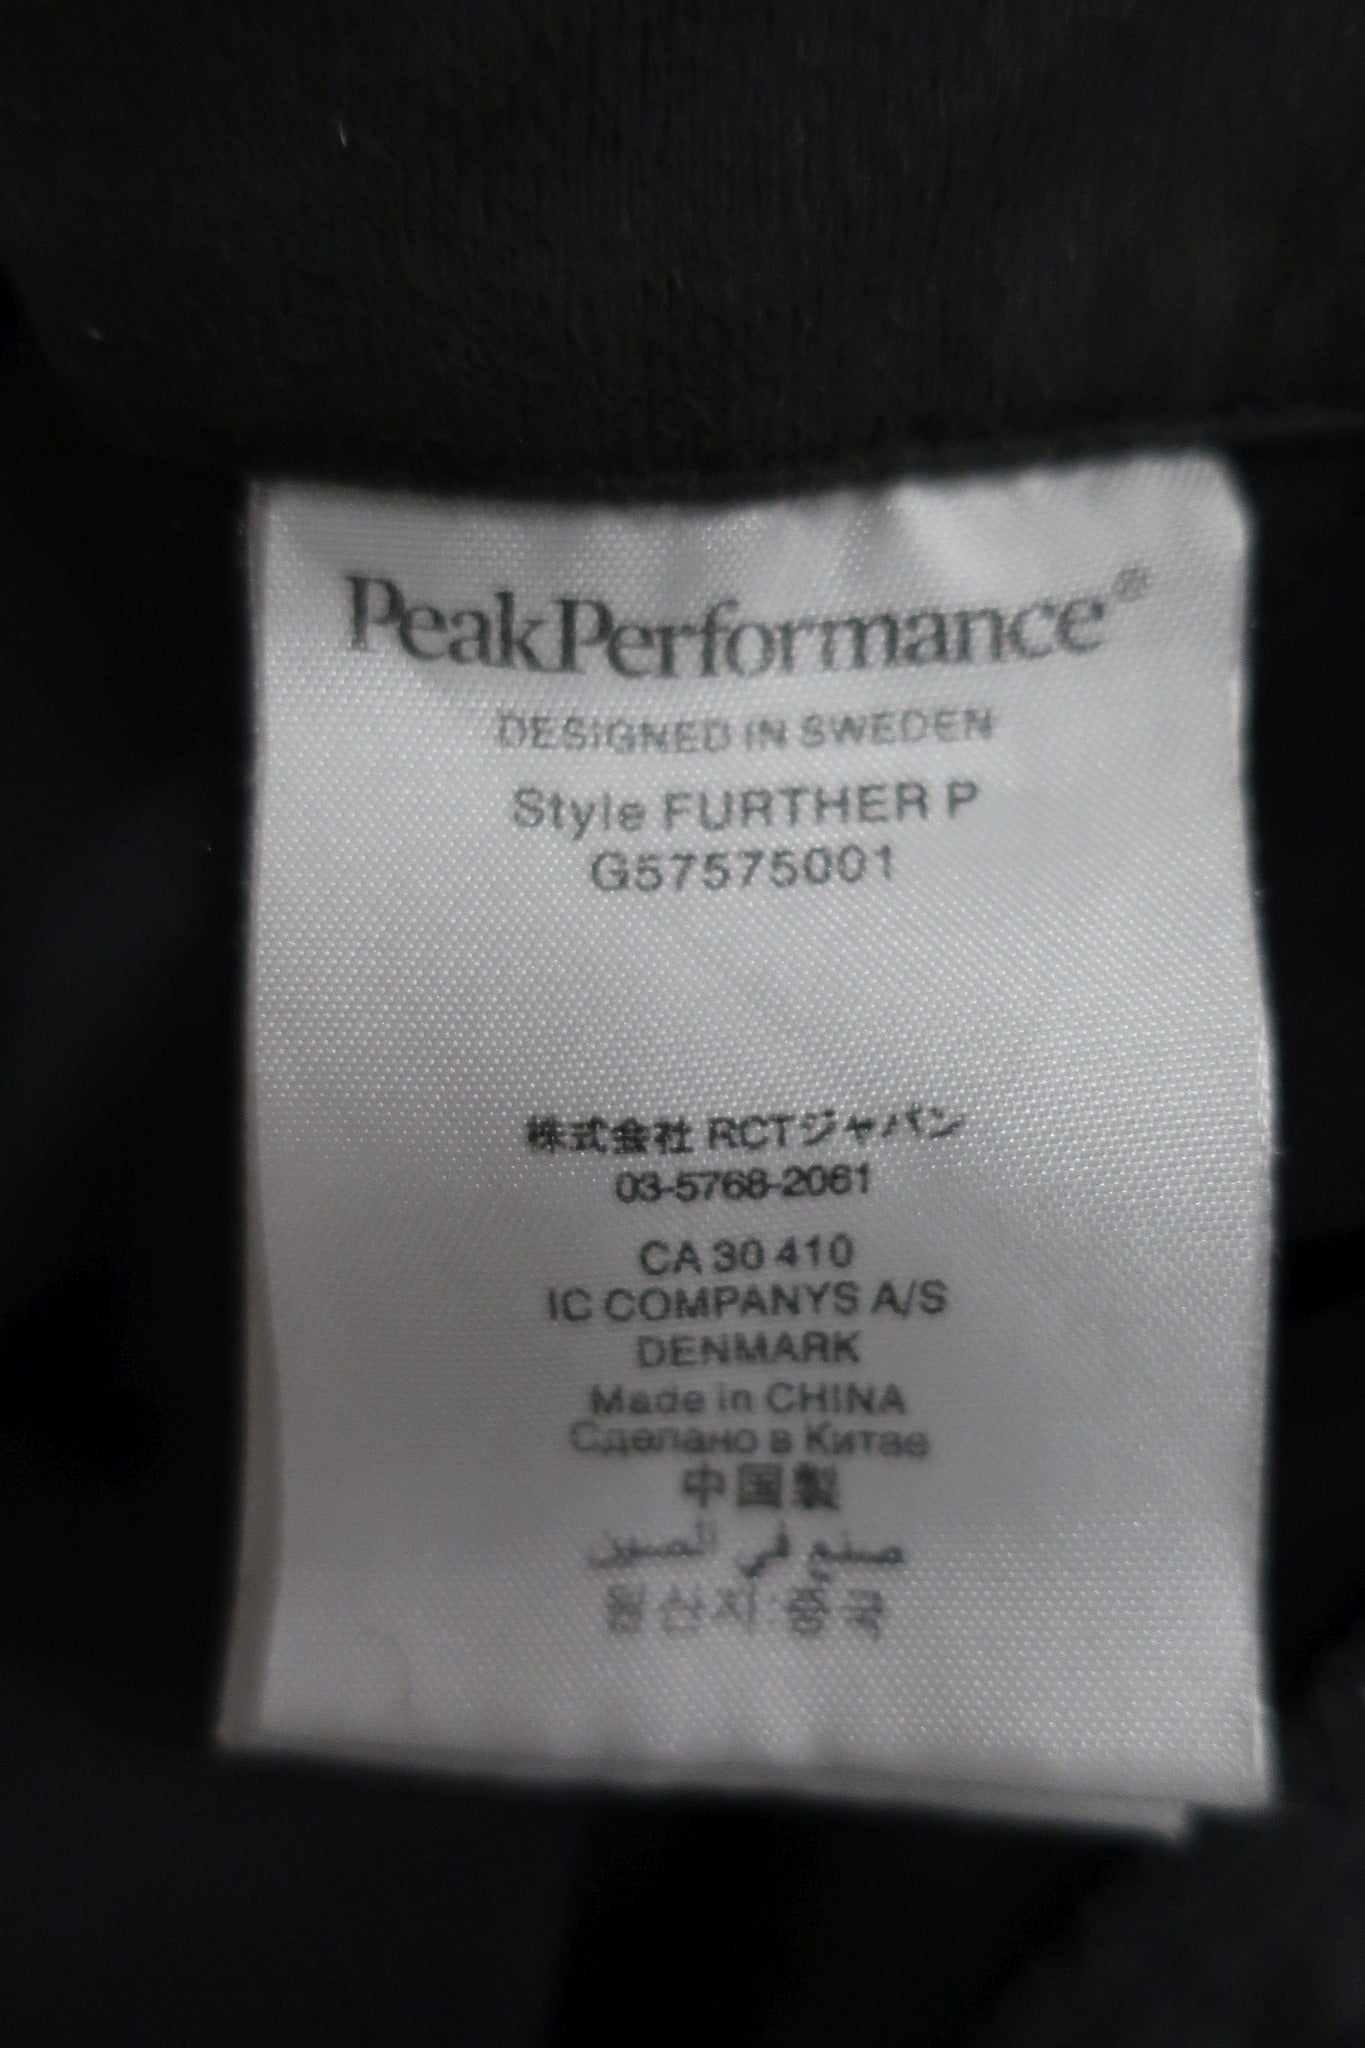 PeakPerformance®
DESIGNED IN SWEDEN
Style FURTHER P
G57575001
株式会社 RCTジャパン
03-5768-2061
CA 30 410
IC COMPANYS A/S
DENMARK
Made in CHINA
Сделано в Китае
中国製
صنع في الصين
원산지:중국